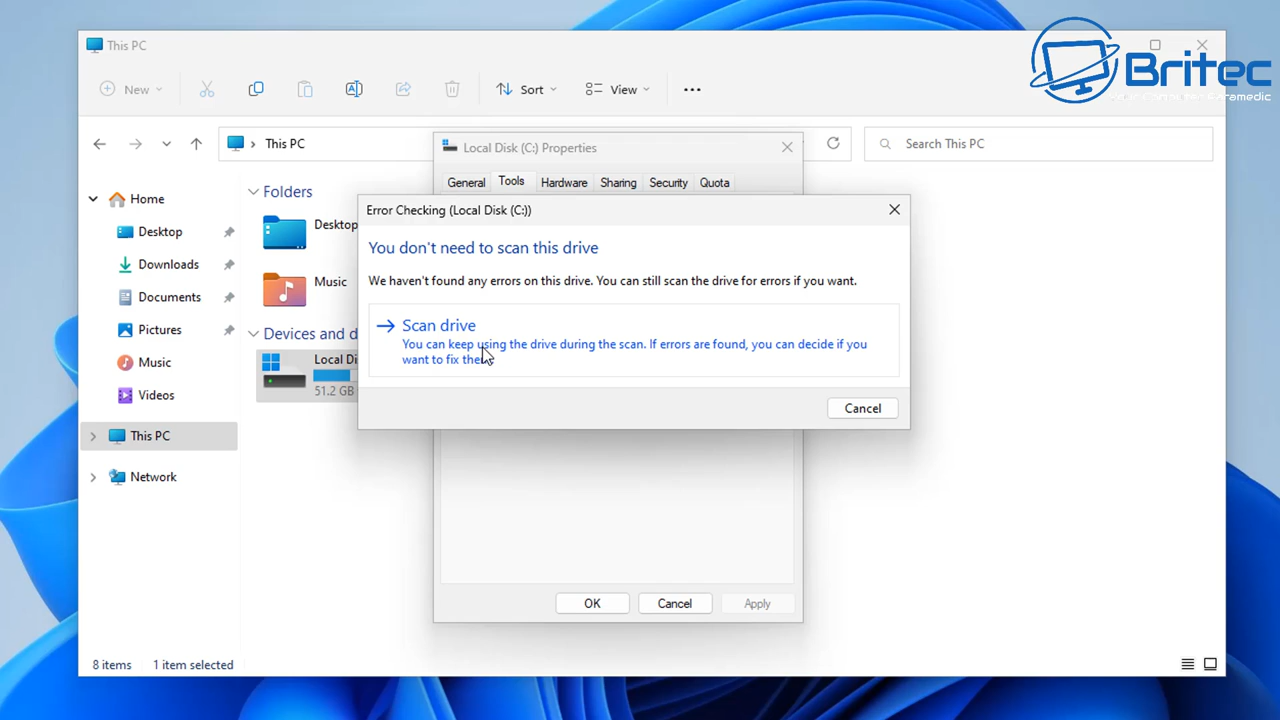 This PC
Britec
New
Sort
View
This PC
Search This PC
Local Disk (C:) Properties
General Tools Hardware Sharing Security Quota
Home
Desktop
Downloads
Documents
Pictures
Music
Videos
This PC
Network
Folders
Desktop
Music
Devices and d
Local Di
51.2 GB
Error Checking (Local Disk (C:))
You don't need to scan this drive
We haven't found any errors on this drive. You can still scan the drive for errors if you want.
Scan drive
You can keep using the drive during the scan. If errors are found, you can decide if you
want to fix them
Cancel
OK Cancel Apply
8 items 1 item selected